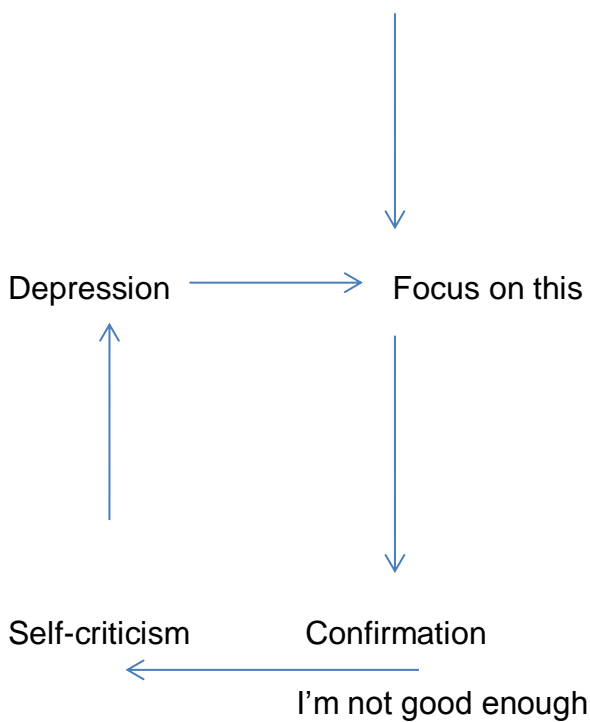 Depression Focus on this
Self-criticism Confirmation
I’m not good enough